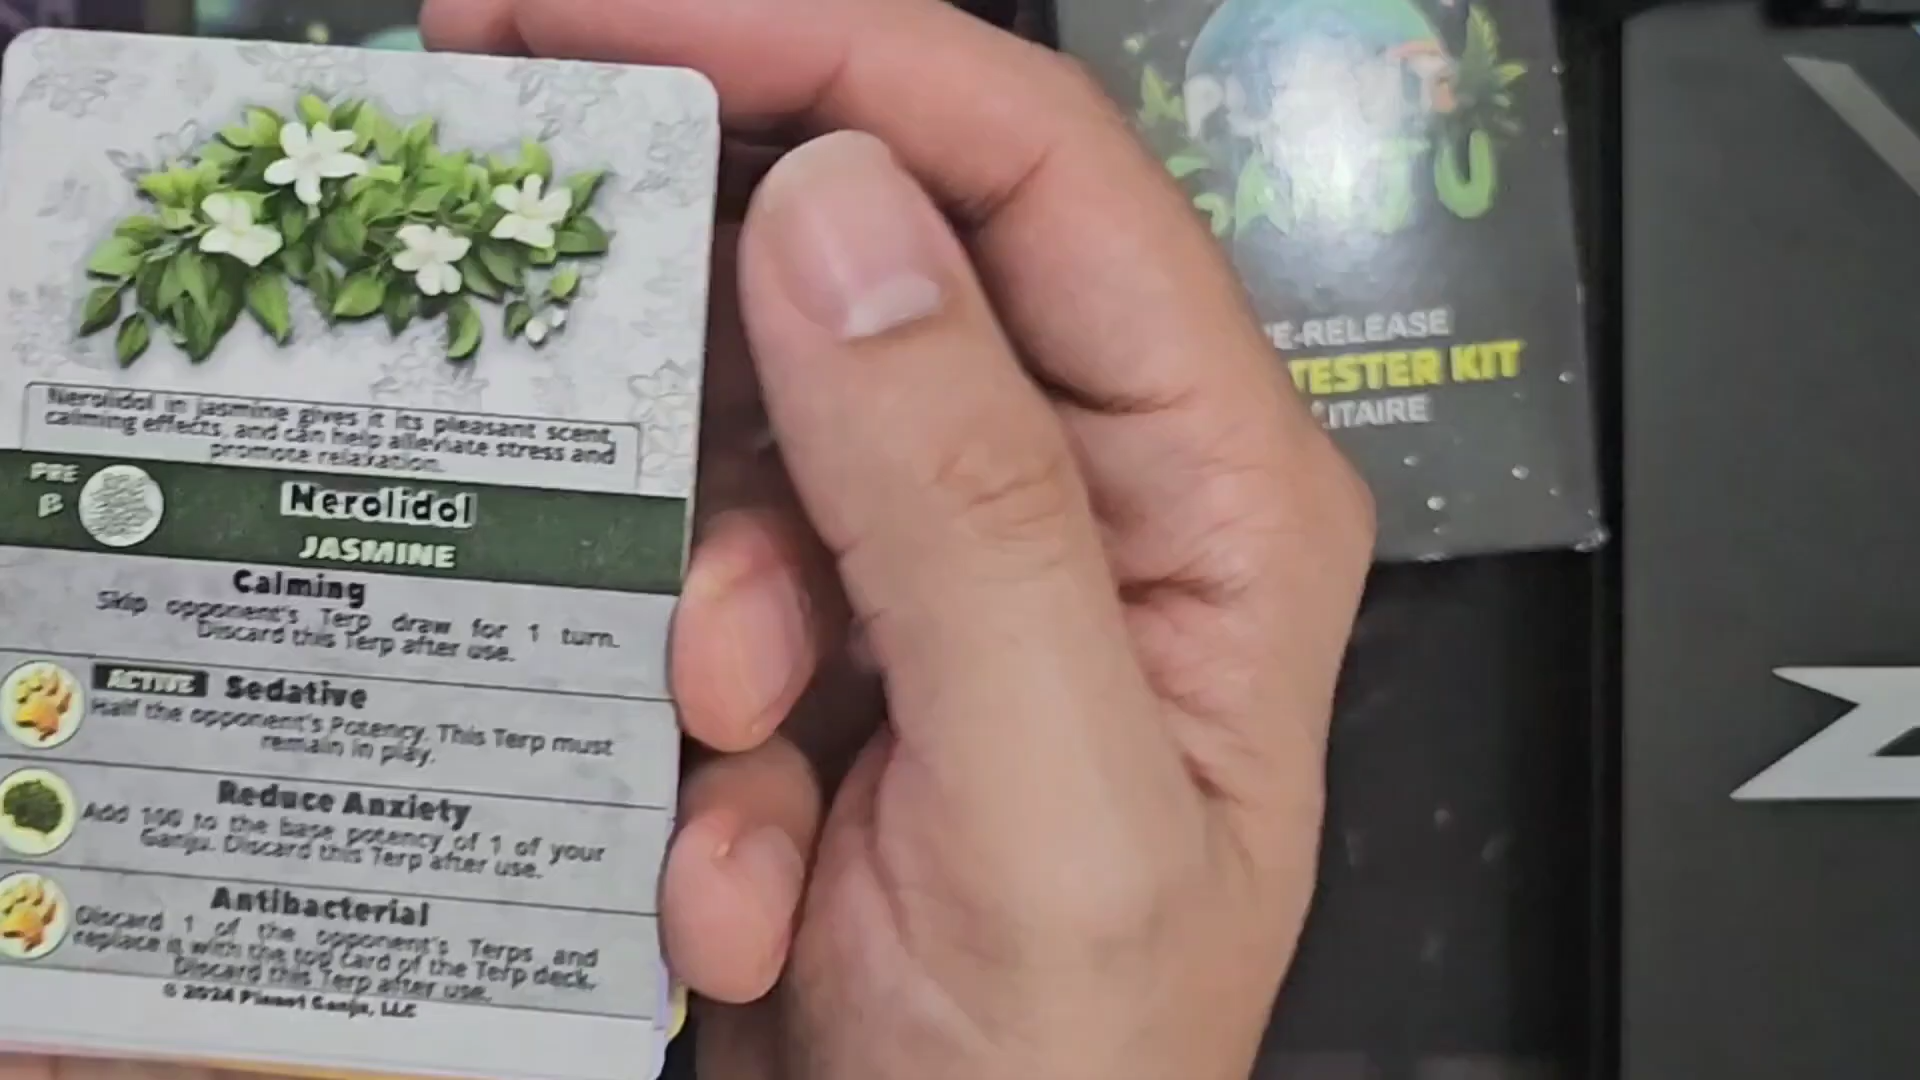 Nerolidol in jasmine gives it its pleasant scent,
calming effects, and can help alleviate stress and
promote relaxation.
PRE
B
Nerolidol
JASMINE
Calming
Skip opponent's Terp draw for 1 turn.
Discard this Terp after use.
ACTIVE Sedative
Half the opponent's Potency. This Terp must
remain in play.
Reduce Anxiety
Add 100 to the base potency of 1 of your
Ganju. Discard this Terp after use.
Antibacterial
Discard 1 of the opponent's Terps and
replace it with the top card of the Terp deck.
Discard this Terp after use.
© 2024 Planet Ganju, LLC
E-RELEASE
TESTER KIT
LITAIRE